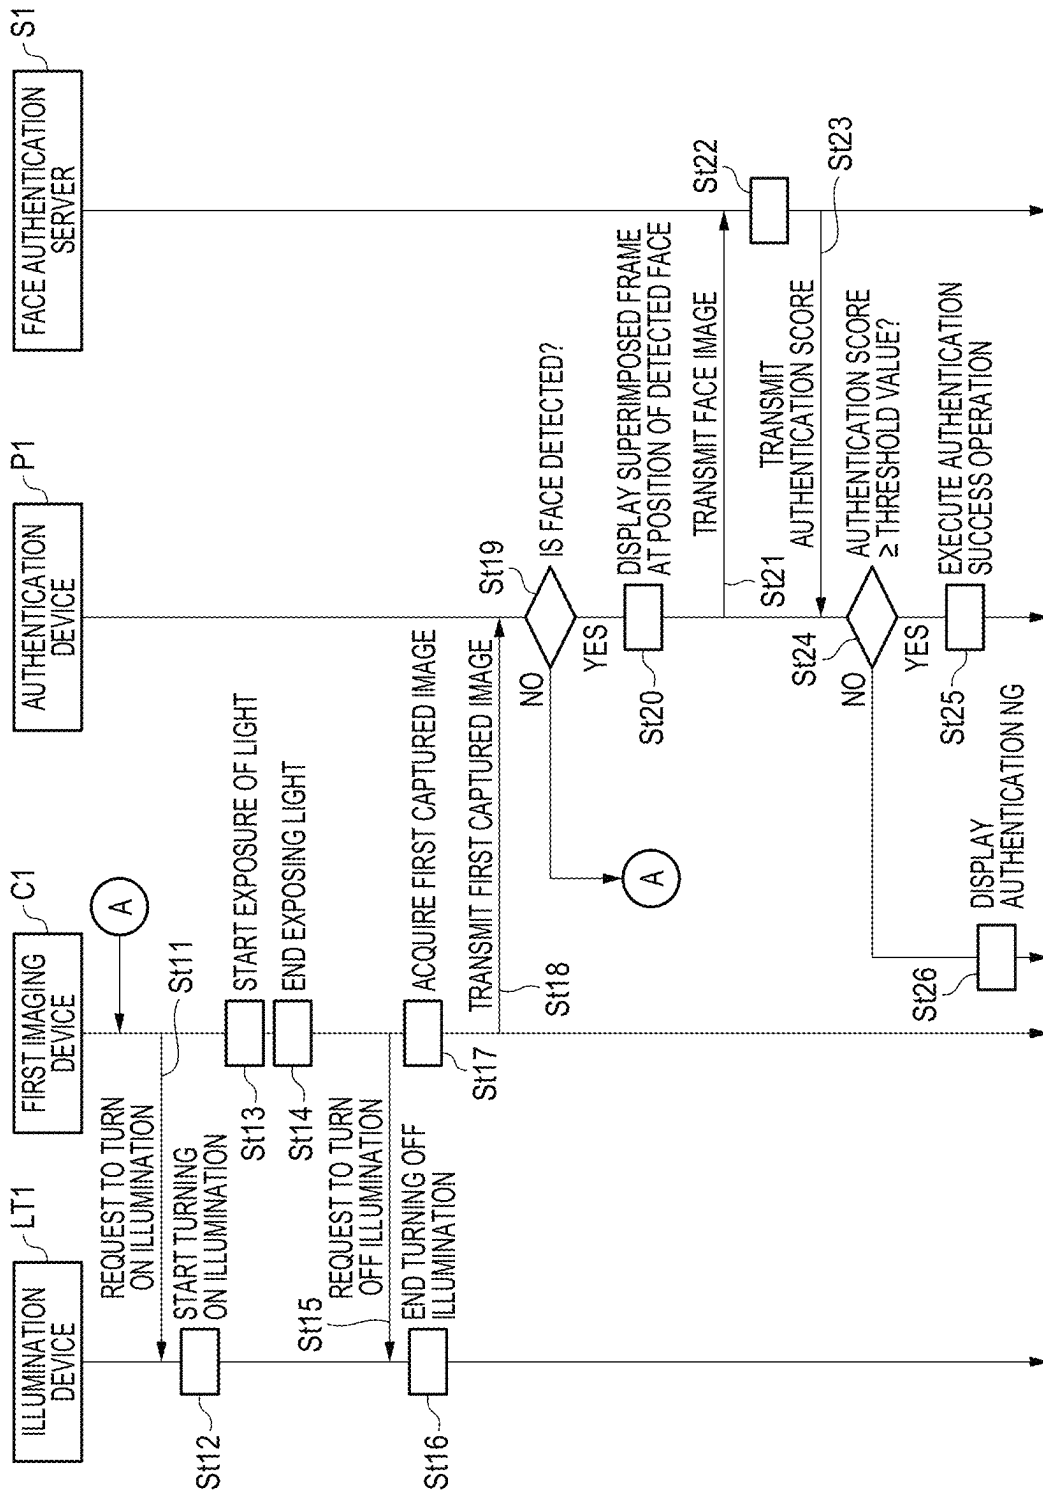 ILLUMINATION
DEVICE
LT1
FIRST IMAGING
DEVICE
C1
AUTHENTICATION
DEVICE
P1
FACE AUTHENTICATION
SERVER
S1
A
REQUEST TO TURN
ON ILLUMINATION
St11
START TURNING
ON ILLUMINATION
St12
START EXPOSURE OF LIGHT
St13
END EXPOSING LIGHT
St14
REQUEST TO TURN
OFF ILLUMINATION
St15
END TURNING OFF
ILLUMINATION
St16
ACQUIRE FIRST CAPTURED IMAGE
St17
TRANSMIT FIRST CAPTURED IMAGE
St18
St19
IS FACE DETECTED?
NO
YES
A
DISPLAY SUPERIMPOSED FRAME
AT POSITION OF DETECTED FACE
St20
TRANSMIT FACE IMAGE
St21
St22
TRANSMIT
AUTHENTICATION SCORE
St23
AUTHENTICATION SCORE
≥ THRESHOLD VALUE?
St24
NO
YES
EXECUTE AUTHENTICATION
SUCCESS OPERATION
St25
DISPLAY
AUTHENTICATION NG
St26